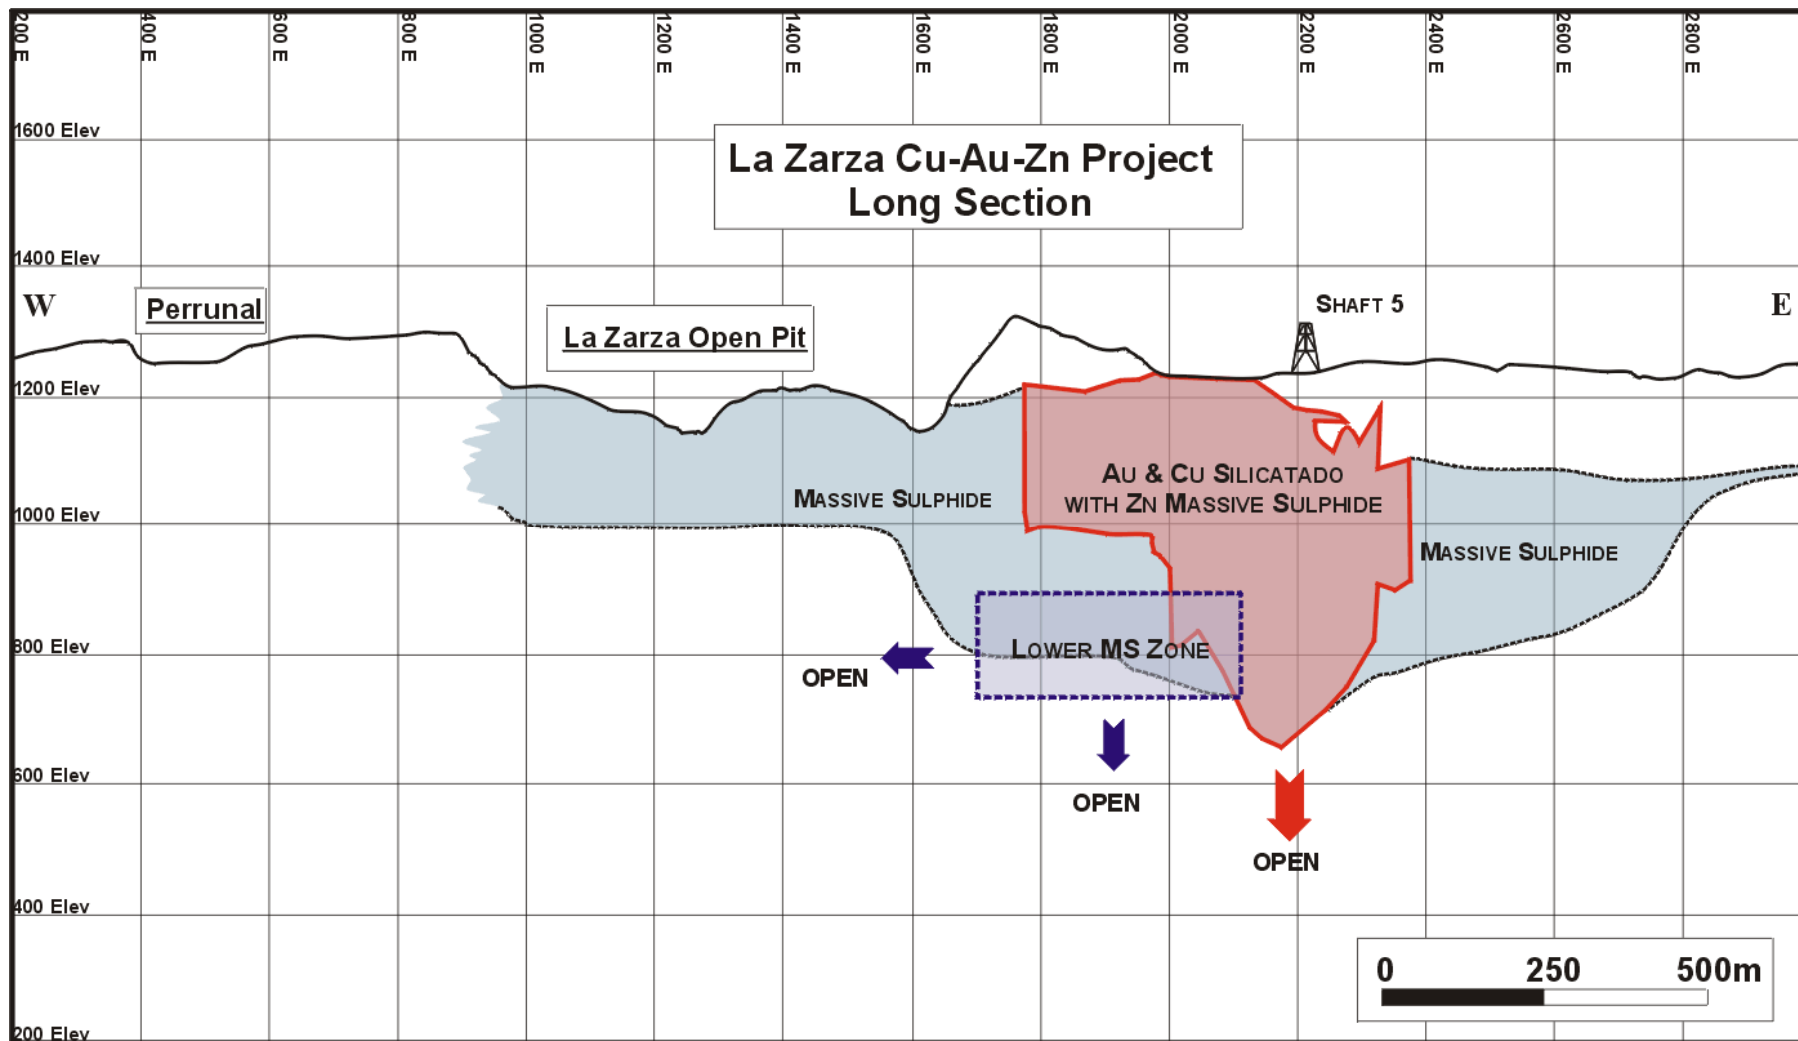 200 E
400 E
600 E
800 E
1000 E
1200 E
1400 E
1600 E
1800 E
2000 E
2200 E
2400 E
2600 E
2800 E
1600 Elev
La Zarza Cu-Au-Zn Project
Long Section
1400 Elev
W
Perrunal
La Zarza Open Pit
SHAFT 5
E
1200 Elev
AU & CU SILICATADO
WITH ZN MASSIVE SULPHIDE
MASSIVE SULPHIDE
1000 Elev
MASSIVE SULPHIDE
800 Elev
LOWER MS ZONE
OPEN
600 Elev
OPEN
OPEN
400 Elev
0 250 500m
200 Elev